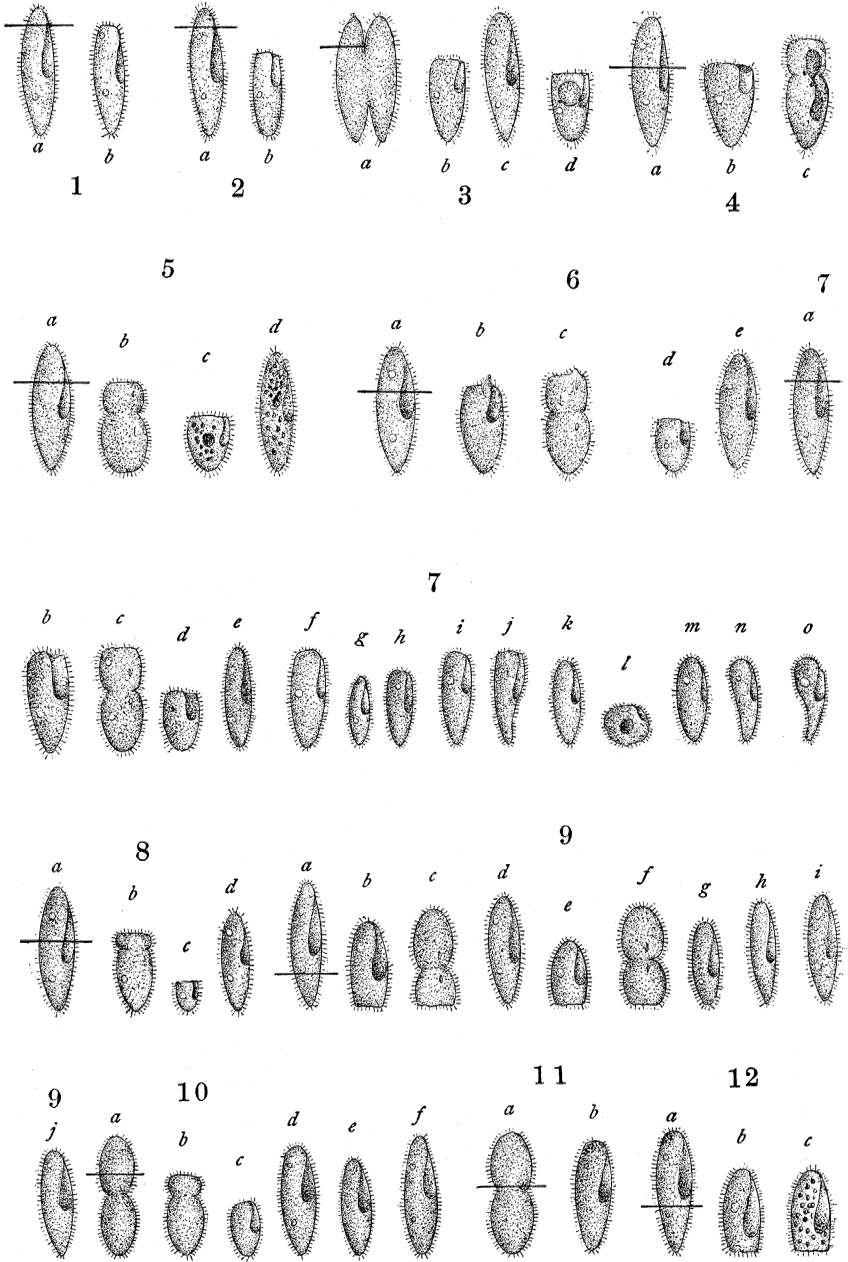 a b a b a b c d a b c
1 2 3 4
5 6 7
a b c d a b c d e a
7
b c d e f g h i j k l m n o
8 9
a b c d a b c d e f g h i
9 10 11 12
j a b c d e f a b a b c